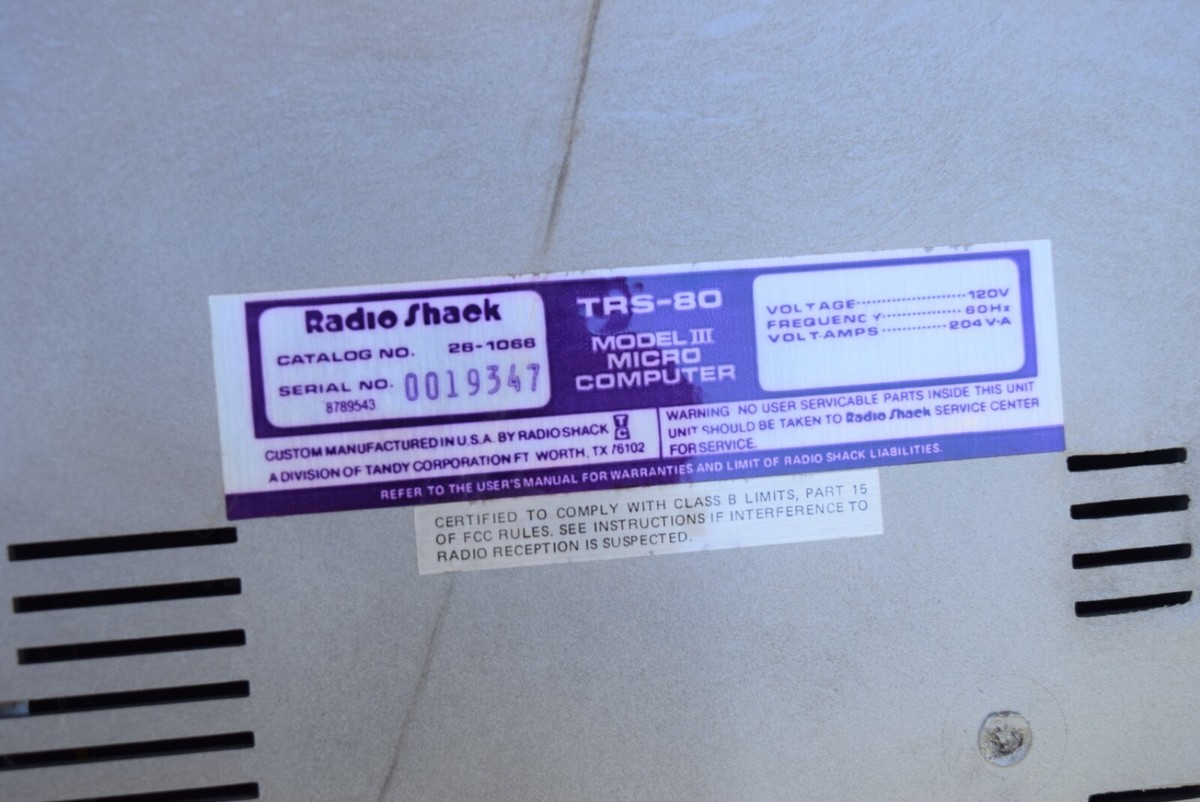 Radio Shack
CATALOG NO. 26-1066
SERIAL NO. 0019347
8789543
TRS-80
MODEL III
MICRO
COMPUTER
VOLTAGE 120V
FREQUENCY 60Hz
VOLT-AMPS 204 V·A
CUSTOM MANUFACTURED IN U.S.A. BY RADIO SHACK TC
A DIVISION OF TANDY CORPORATION FT WORTH, TX 76102
WARNING NO USER SERVICABLE PARTS INSIDE THIS UNIT
UNIT SHOULD BE TAKEN TO Radio Shack SERVICE CENTER
FOR SERVICE.
REFER TO THE USER'S MANUAL FOR WARRANTIES AND LIMIT OF RADIO SHACK LIABILITIES.
CERTIFIED TO COMPLY WITH CLASS B LIMITS, PART 15
OF FCC RULES. SEE INSTRUCTIONS IF INTERFERENCE TO
RADIO RECEPTION IS SUSPECTED.